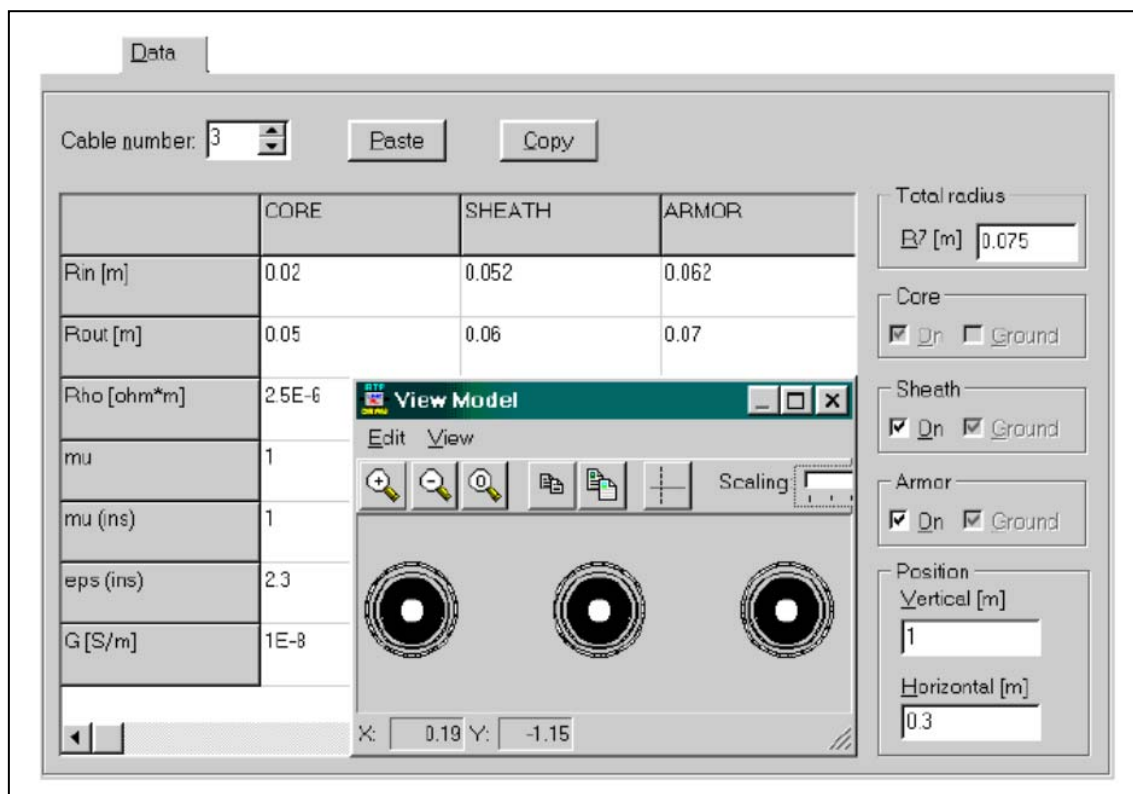 Data
Cable number: 3 Paste Copy
CORE SHEATH ARMOR
Rin [m] 0.02 0.052 0.062
Rout [m] 0.05 0.06 0.07
Rho [ohm*m] 2.5E-6
mu 1
mu (ins) 1
eps (ins) 2.3
G [S/m] 1E-8
ATP
DRAW
View Model
Edit View
Scaling:
X: 0.19 Y: -1.15
Total radius
R7 [m] 0.075
Core
On Ground
Sheath
On Ground
Armor
On Ground
Position
Vertical [m]
1
Horizontal [m]
0.3